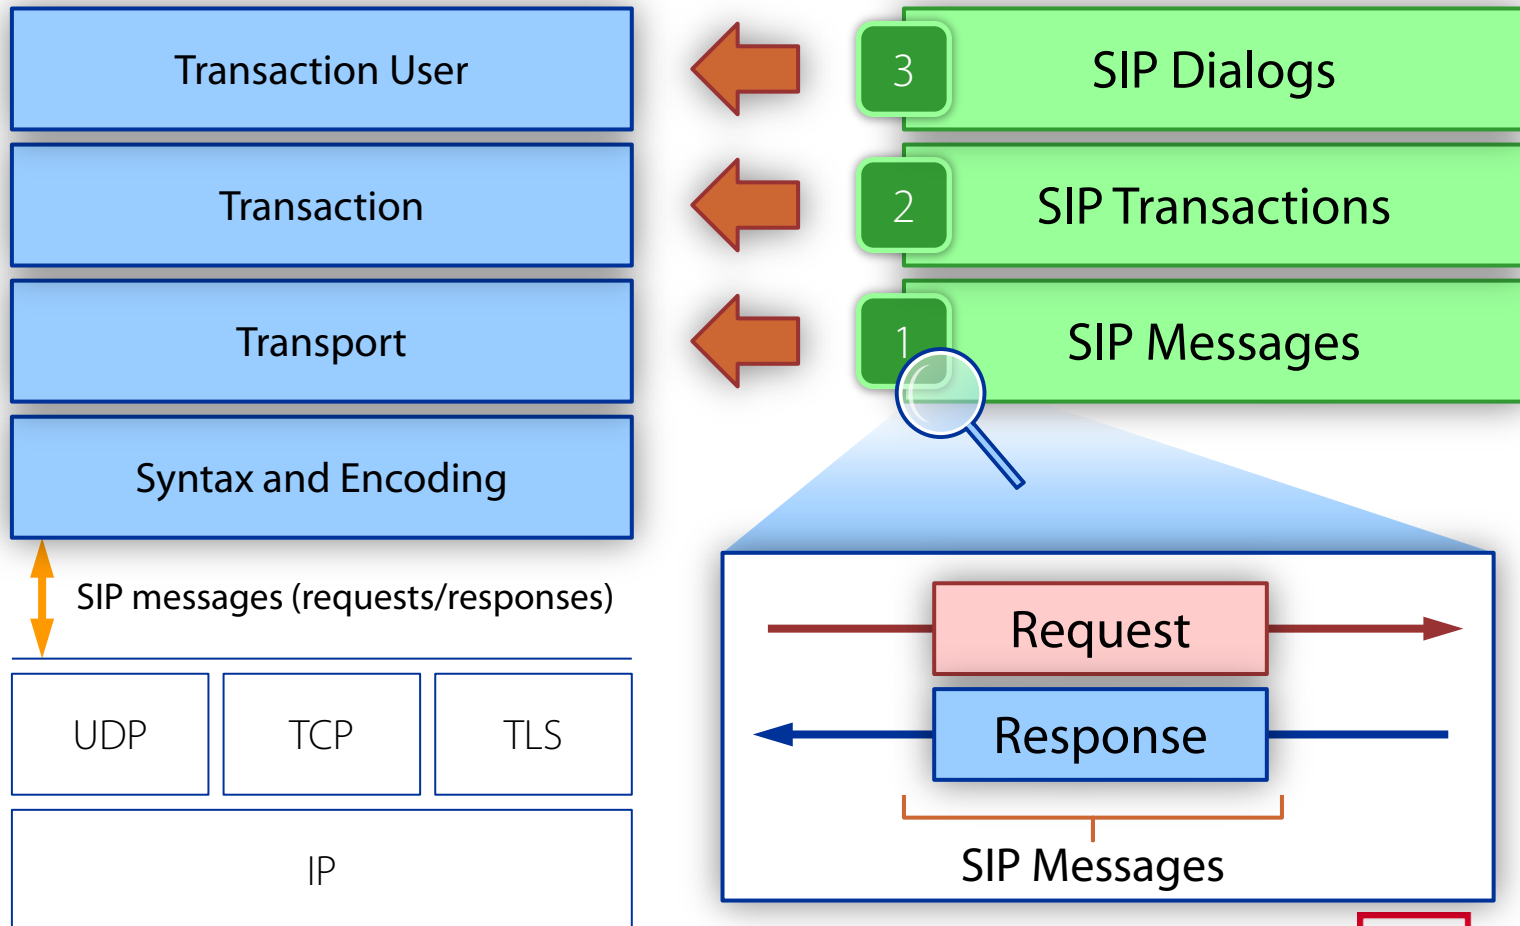 Transaction User
3
SIP Dialogs
Transaction
2
SIP Transactions
Transport
1
SIP Messages
Syntax and Encoding
SIP messages (requests/responses)
UDP
TCP
TLS
IP
Request
Response
SIP Messages